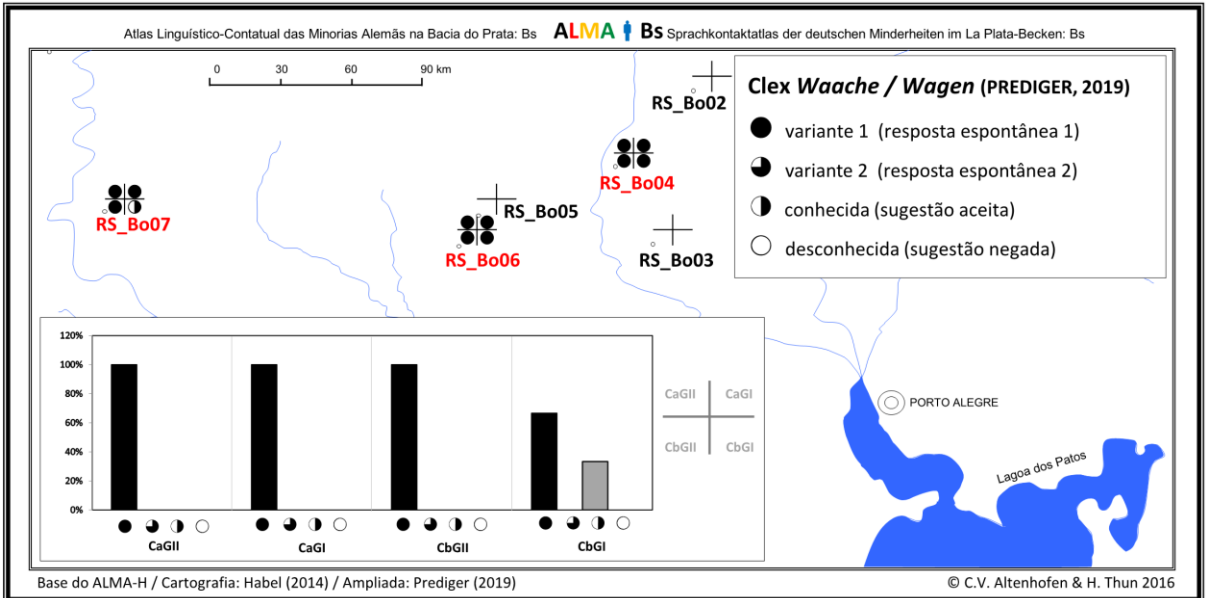 Atlas Linguístico-Contatual das Minorias Alemãs na Bacia do Prata: Bs ALMA Bs Sprachkontaktatlas der deutschen Minderheiten im La Plata-Becken: Bs
0 30 60 90 km
Clex Waache / Wagen (PREDIGER, 2019)
variante 1 (resposta espontânea 1)
variante 2 (resposta espontânea 2)
conhecida (sugestão aceita)
desconhecida (sugestão negada)
RS_Bo02
RS_Bo04
RS_Bo07
RS_Bo05
RS_Bo06
RS_Bo03
120%
100%
80%
60%
40%
20%
0%
CaGII CaGI CbGII CbGI
CaGII CaGI
CbGII CbGI
PORTO ALEGRE
Lagoa dos Patos
Base do ALMA-H / Cartografia: Habel (2014) / Ampliada: Prediger (2019)
© C.V. Altenhofen & H. Thun 2016